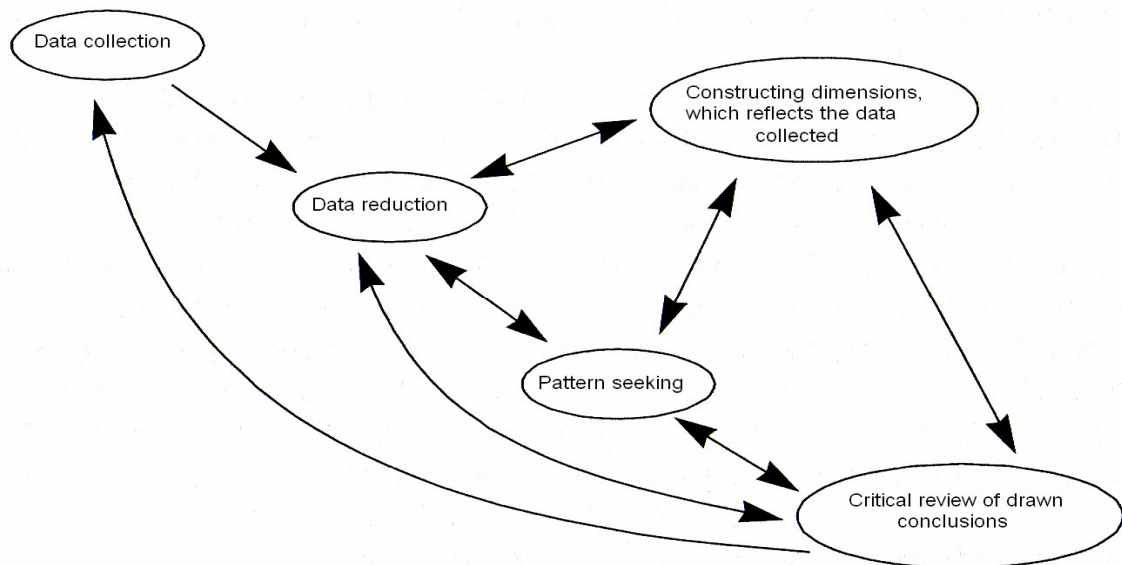 Data collection
Constructing dimensions,
which reflects the data
collected
Data reduction
Pattern seeking
Critical review of drawn
conclusions